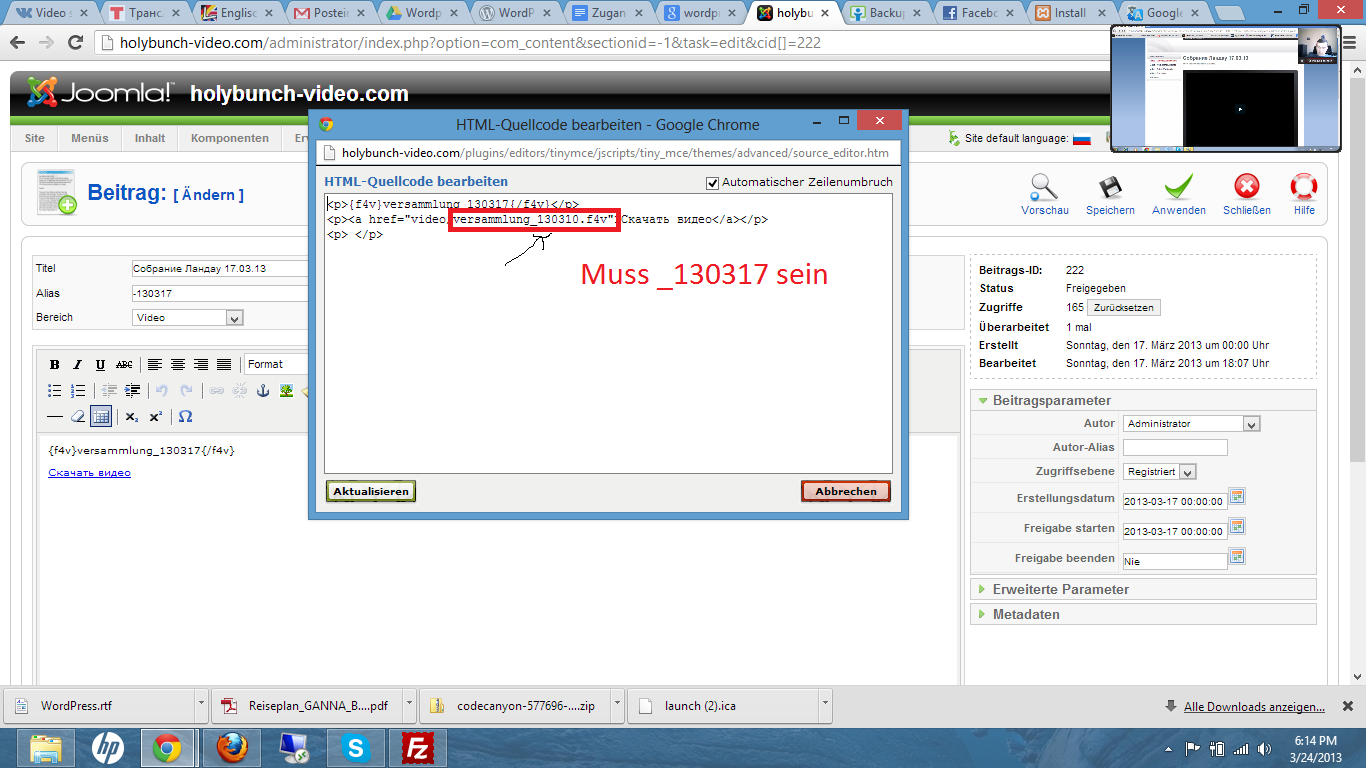 Video s
Транс
Englisc
Postein
Wordp
WordP
Zugan
wordpr
holybu
Backup
Facebo
Install
Google
holybunch-video.com/administrator/index.php?option=com_content&sectionid=-1&task=edit&cid[]=222
Собрание Ландау 17.03.13
Joomla! holybunch-video.com
Site Menüs Inhalt Komponenten Er
Site default language:
HTML-Quellcode bearbeiten - Google Chrome
holybunch-video.com/plugins/editors/tinymce/jscripts/tiny_mce/themes/advanced/source_editor.htm
HTML-Quellcode bearbeiten
Automatischer Zeilenumbruch
<p>{f4v}versammlung_130317{/f4v}</p>
<p><a href="video/versammlung_130310.f4v">Скачать видео</a></p>
<p> </p>
Muss _130317 sein
Aktualisieren
Abbrechen
Beitrag: [ Ändern ]
Vorschau Speichern Anwenden Schließen Hilfe
Titel Собрание Ландау 17.03.13
Alias -130317
Bereich Video
B I U ABC Format
{f4v}versammlung_130317{/f4v}
Скачать видео
Beitrags-ID: 222
Status Freigegeben
Zugriffe 165 Zurücksetzen
Überarbeitet 1 mal
Erstellt Sonntag, den 17. März 2013 um 00:00 Uhr
Bearbeitet Sonntag, den 17. März 2013 um 18:07 Uhr
Beitragsparameter
Autor Administrator
Autor-Alias
Zugriffsebene Registriert
Erstellungsdatum 2013-03-17 00:00:00
Freigabe starten 2013-03-17 00:00:00
Freigabe beenden Nie
Erweiterte Parameter
Metadaten
WordPress.rtf
Reiseplan_GANNA_B....pdf
codecanyon-577696-....zip
launch (2).ica
Alle Downloads anzeigen...
6:14 PM
3/24/2013